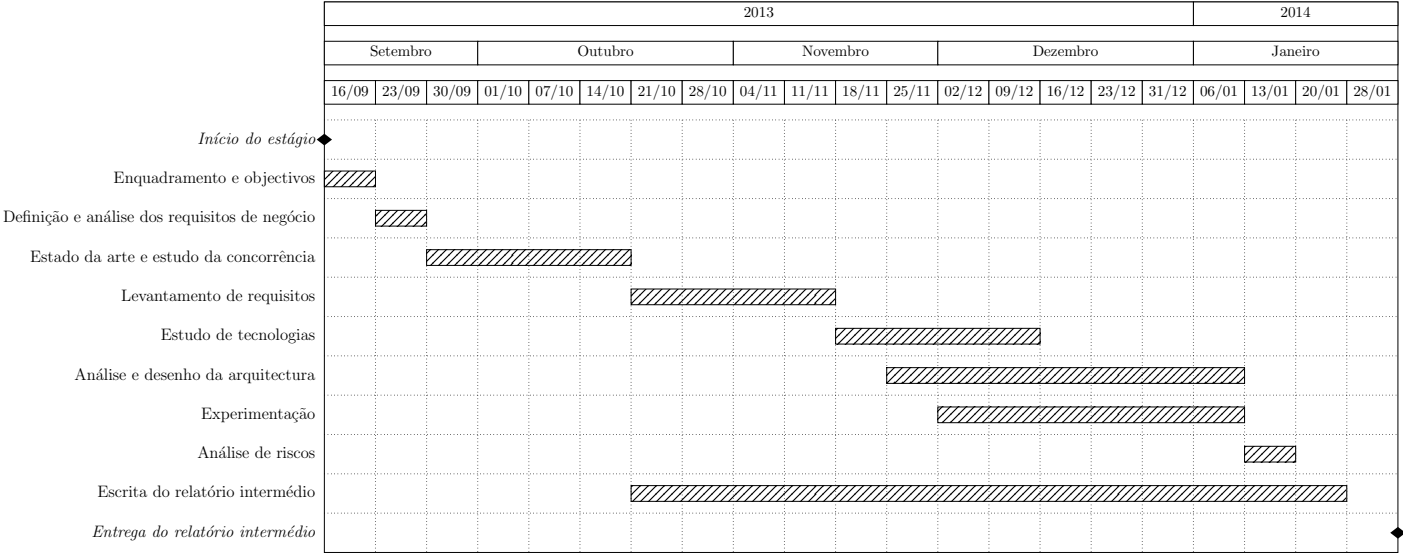 2013 2014
Setembro Outubro Novembro Dezembro Janeiro
16/09 23/09 30/09 01/10 07/10 14/10 21/10 28/10 04/11 11/11 18/11 25/11 02/12 09/12 16/12 23/12 31/12 06/01 13/01 20/01 28/01
Início do estágio
Enquadramento e objectivos
Definição e análise dos requisitos de negócio
Estado da arte e estudo da concorrência
Levantamento de requisitos
Estudo de tecnologias
Análise e desenho da arquitectura
Experimentação
Análise de riscos
Escrita do relatório intermédio
Entrega do relatório intermédio